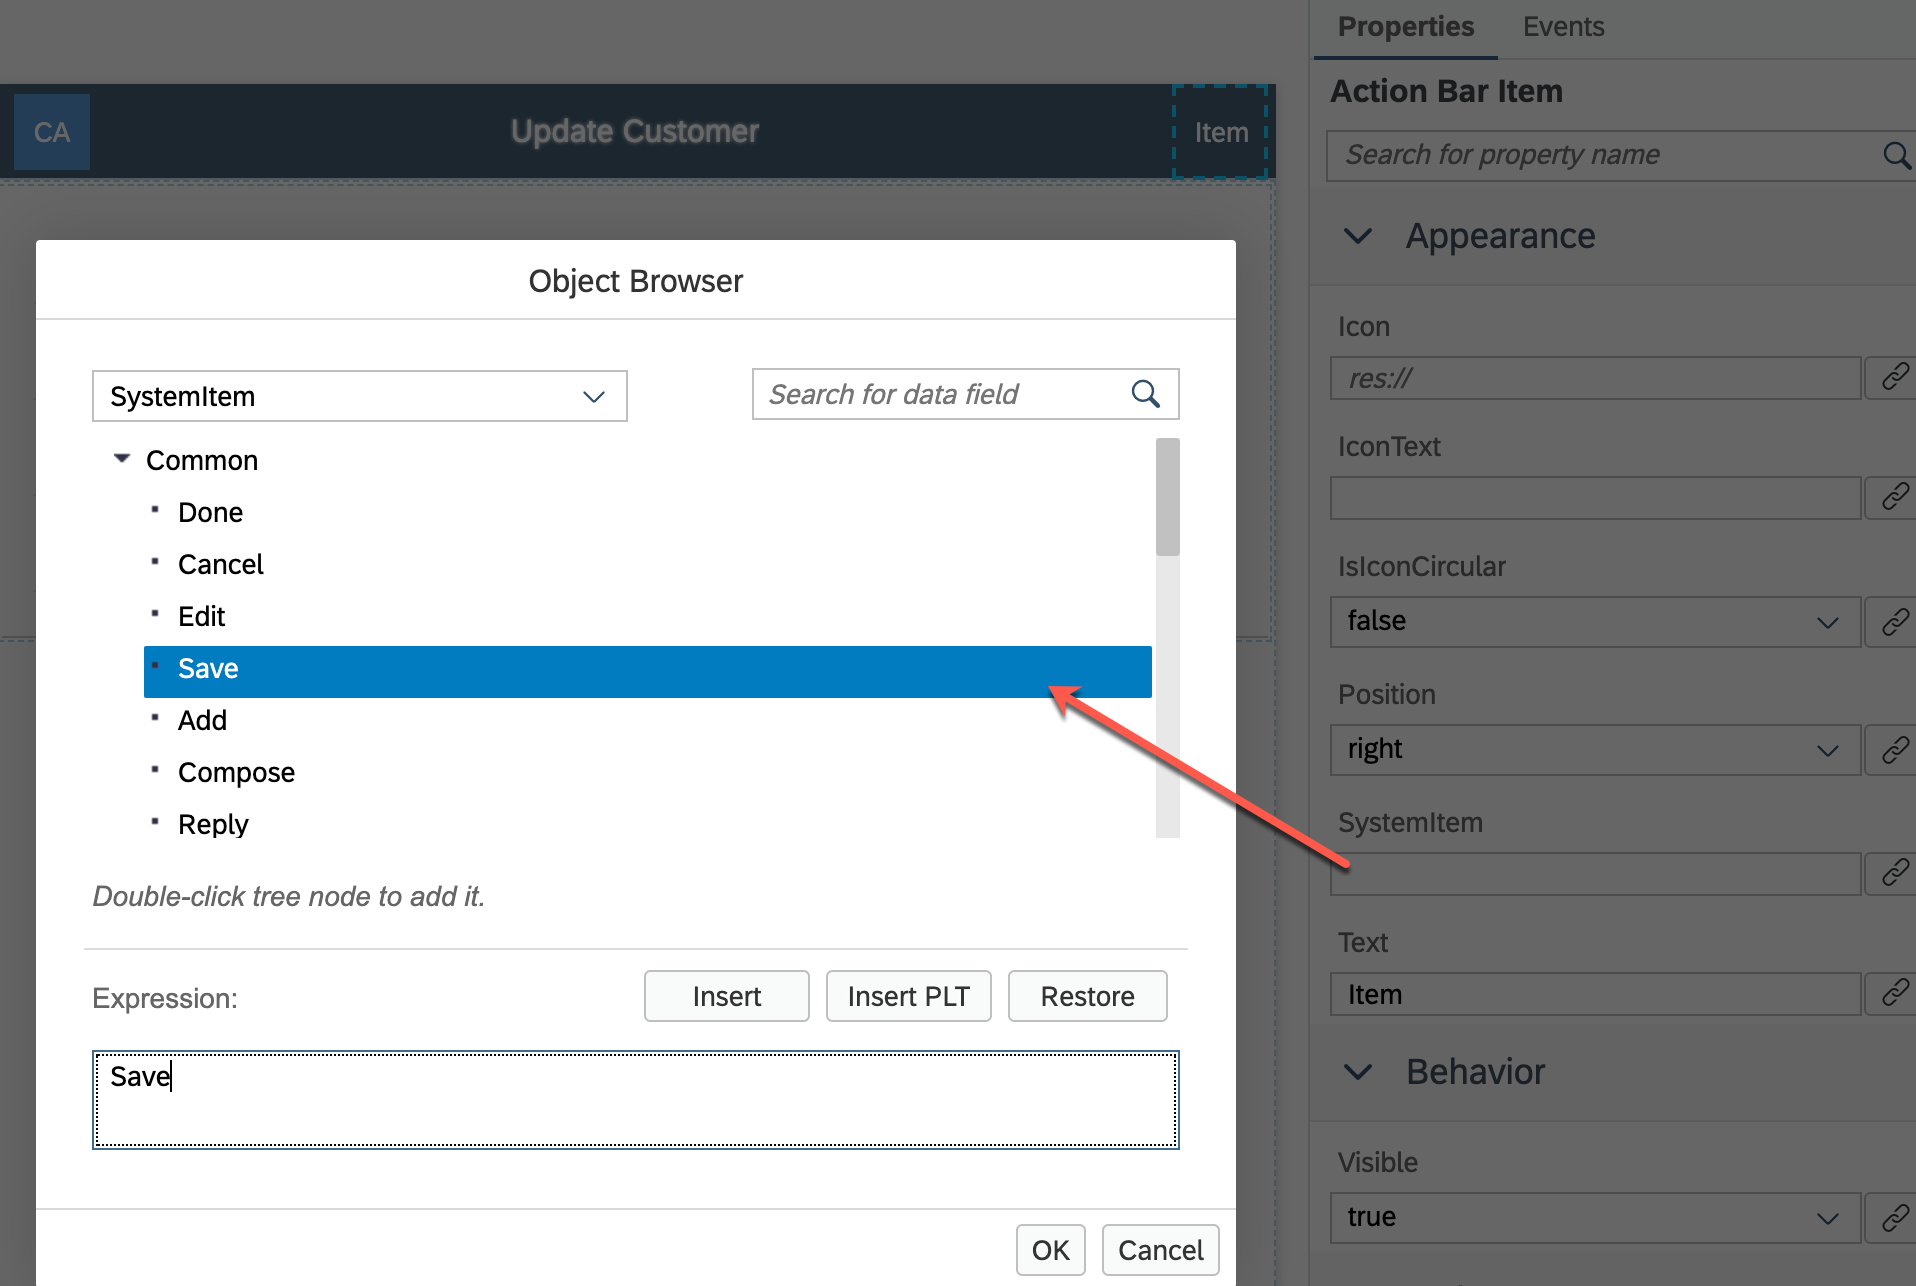 Properties Events
Action Bar Item
Search for property name
Appearance
Icon
res://
IconText
IsIconCircular
false
Position
right
SystemItem
Text
Item
Behavior
Visible
true
CA Update Customer Item
Object Browser
SystemItem Search for data field
Common
Done
Cancel
Edit
Save
Add
Compose
Reply
Double-click tree node to add it.
Expression: Insert Insert PLT Restore
Save
OK Cancel